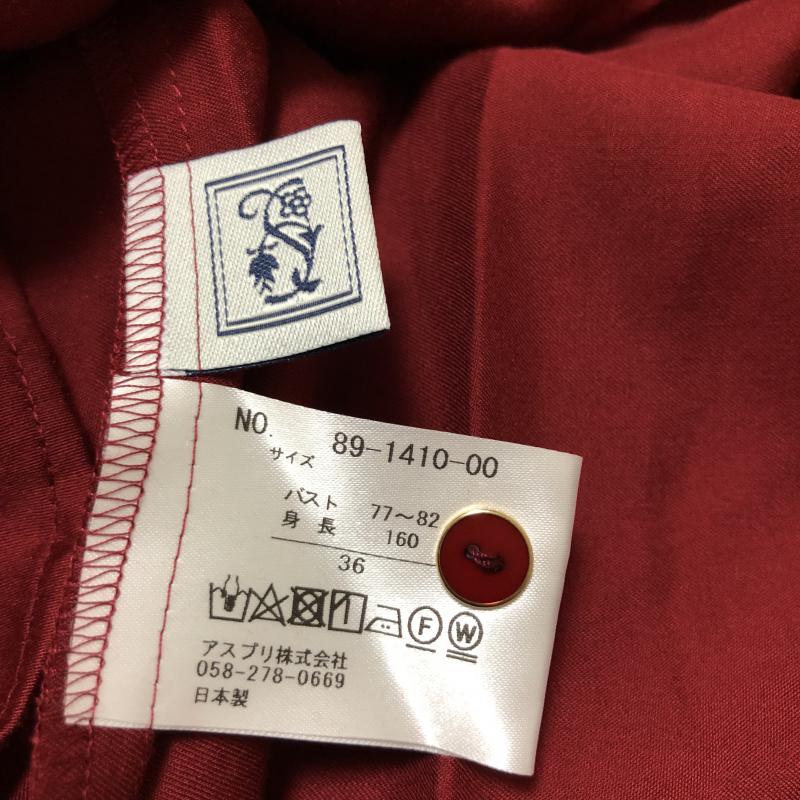 NO. 89-1410-00
サイズ
バスト 77～82
身長 160
36
F W
アスプリ株式会社
058-278-0669
日本製